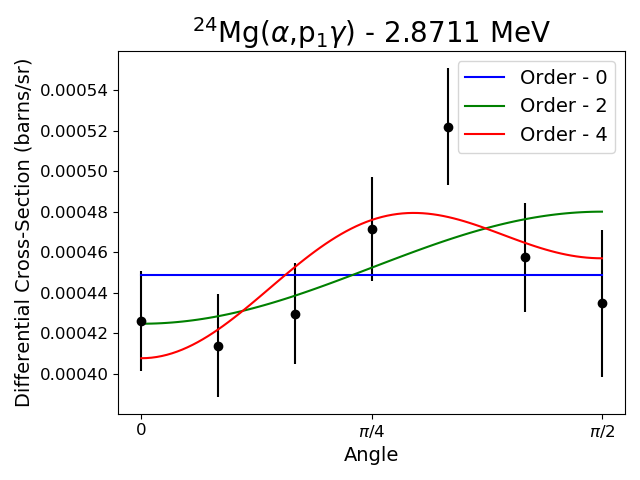 ²⁴Mg(α,p₁γ) - 2.8711 MeV
Order - 0
Order - 2
Order - 4
Differential Cross-Section (barns/sr)
0.00054
0.00052
0.00050
0.00048
0.00046
0.00044
0.00042
0.00040
0
π/4
π/2
Angle